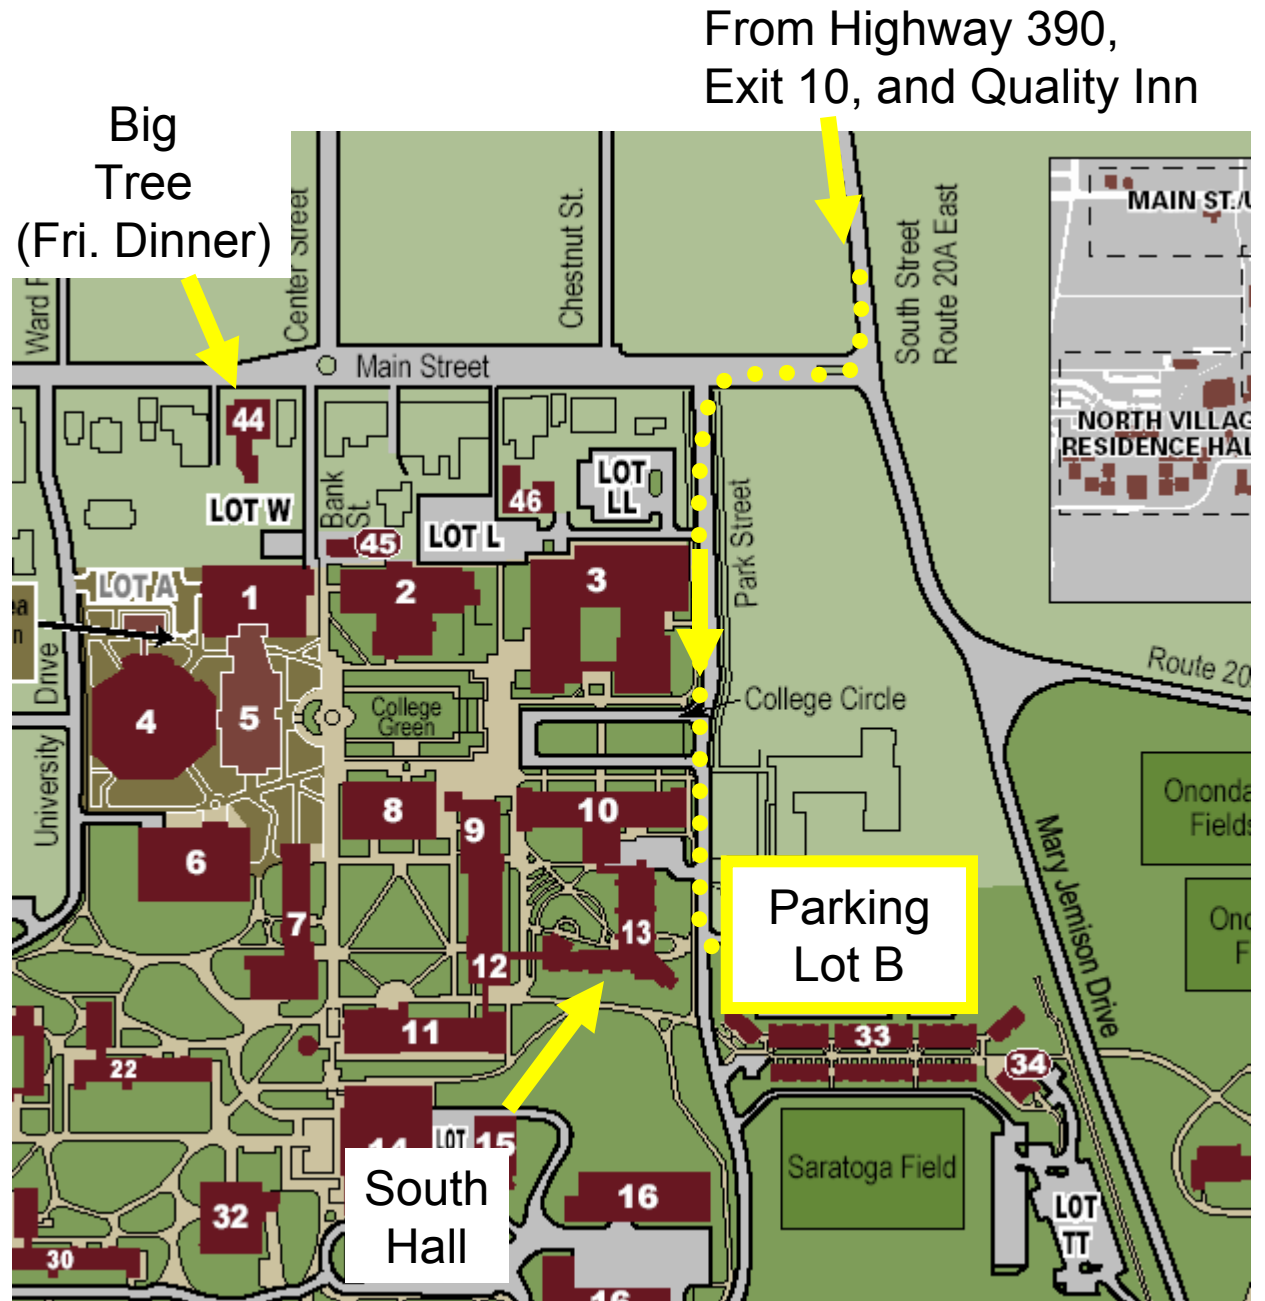 From Highway 390,
Exit 10, and Quality Inn
Big
Tree
(Fri. Dinner)
Ward
Center Street
Chestnut St.
South Street
Route 20A East
MAIN ST./
Main Street
44
NORTH VILLAG
RESIDENCE HAL
LOT W
Bank
St.
46
LOT
LL
45
LOT L
Park Street
LOT A
1
2
3
Drive
Route 20
4
5
College
Green
College Circle
University
Ononda
Fields
8
9
10
6
Mary Jemison Drive
Parking
Lot B
7
13
12
11
33
34
22
14
LOT
15
South
Hall
Saratoga Field
16
32
LOT
TT
30
16